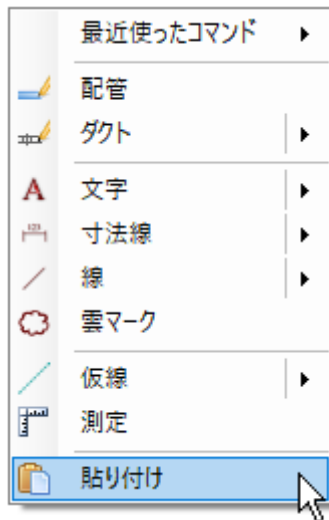 最近使ったコマンド
配管
ダクト
文字
寸法線
線
雲マーク
仮線
測定
貼り付け